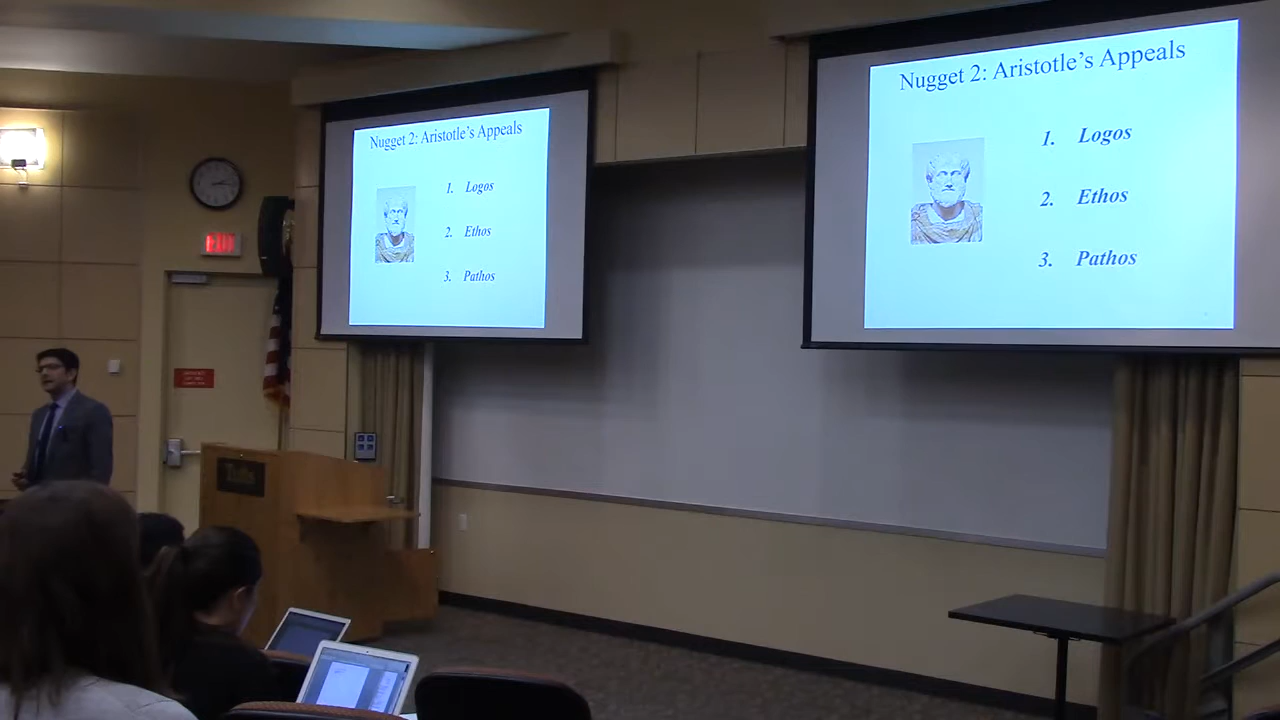 Nugget 2: Aristotle's Appeals
1. Logos
2. Ethos
3. Pathos
Nugget 2: Aristotle's Appeals
1. Logos
2. Ethos
3. Pathos
EXIT
Tufts